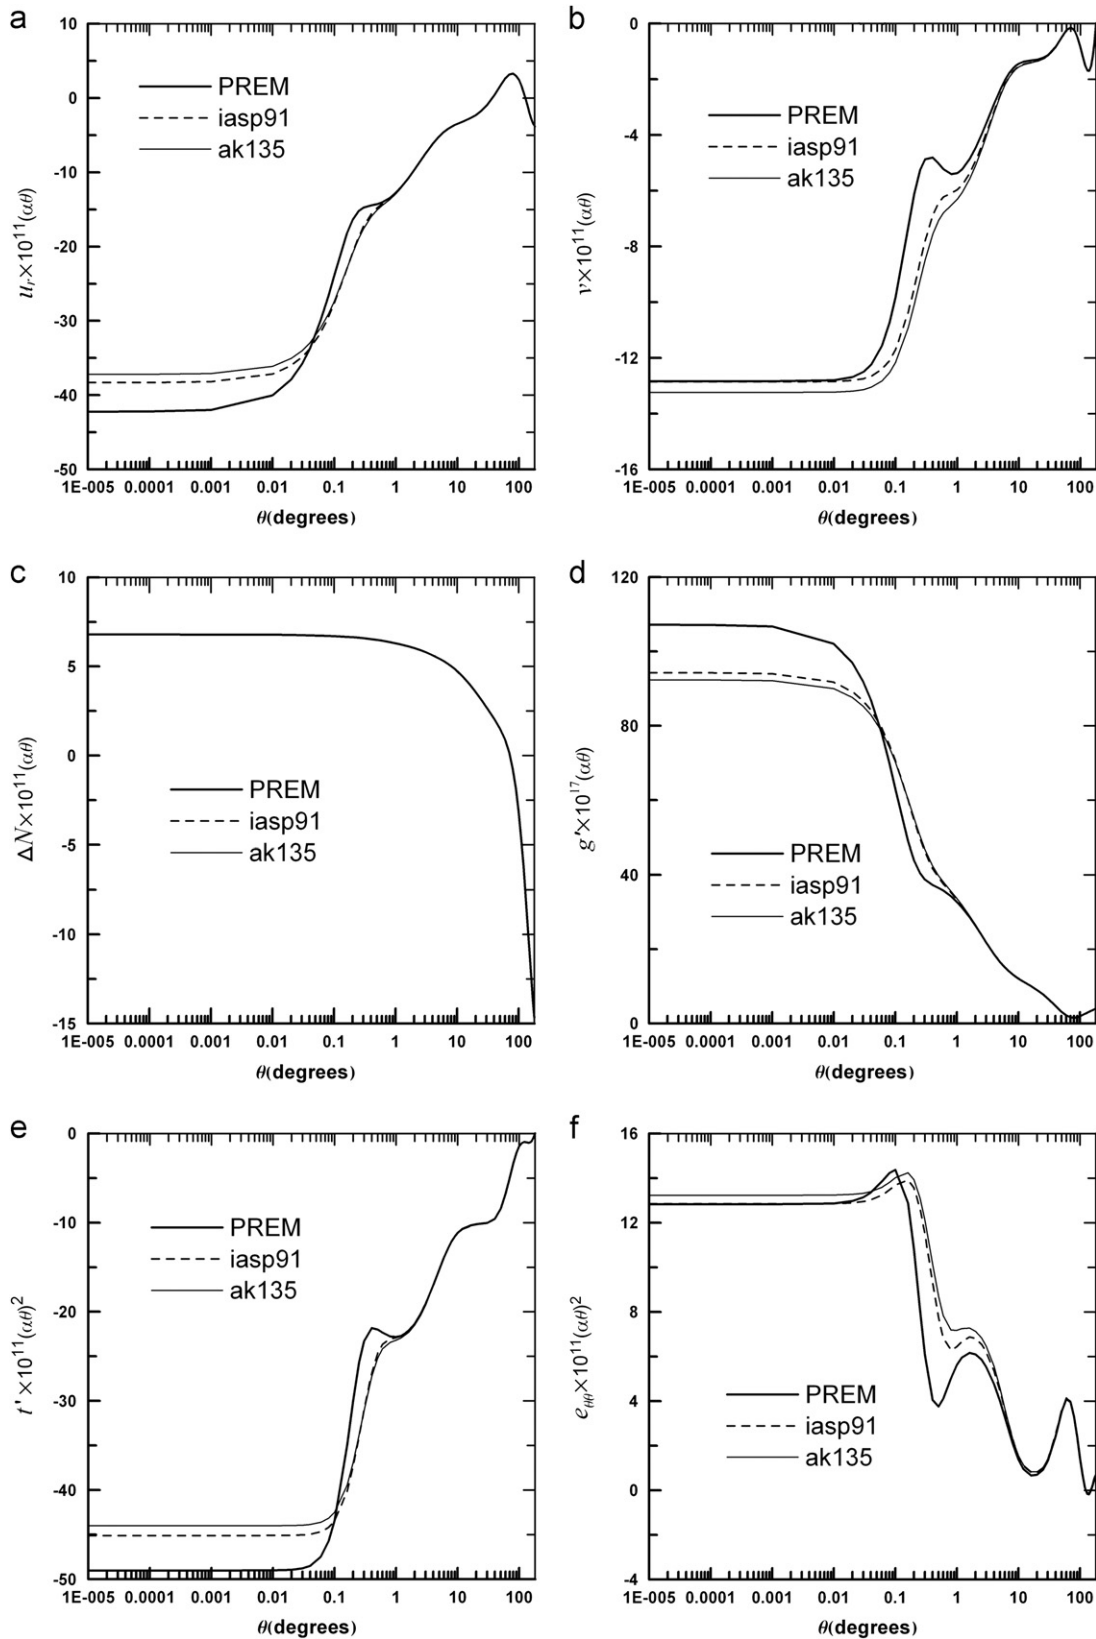 a
10
0
-10
-20
-30
-40
-50
u_r×10^11(αθ)
PREM
iasp91
ak135
1E-005 0.0001 0.001 0.01 0.1 1 10 100
θ(degrees)
b
0
-4
-8
-12
-16
v×10^11(αθ)
PREM
iasp91
ak135
1E-005 0.0001 0.001 0.01 0.1 1 10 100
θ(degrees)
c
10
5
0
-5
-10
-15
ΔN×10^11(αθ)
PREM
iasp91
ak135
1E-005 0.0001 0.001 0.01 0.1 1 10 100
θ(degrees)
d
120
80
40
0
g'×10^17(αθ)
PREM
iasp91
ak135
1E-005 0.0001 0.001 0.01 0.1 1 10 100
θ(degrees)
e
0
-10
-20
-30
-40
-50
t'×10^11(αθ)^2
PREM
iasp91
ak135
1E-005 0.0001 0.001 0.01 0.1 1 10 100
θ(degrees)
f
16
12
8
4
0
-4
e_θθ×10^11(αθ)^2
PREM
iasp91
ak135
1E-005 0.0001 0.001 0.01 0.1 1 10 100
θ(degrees)